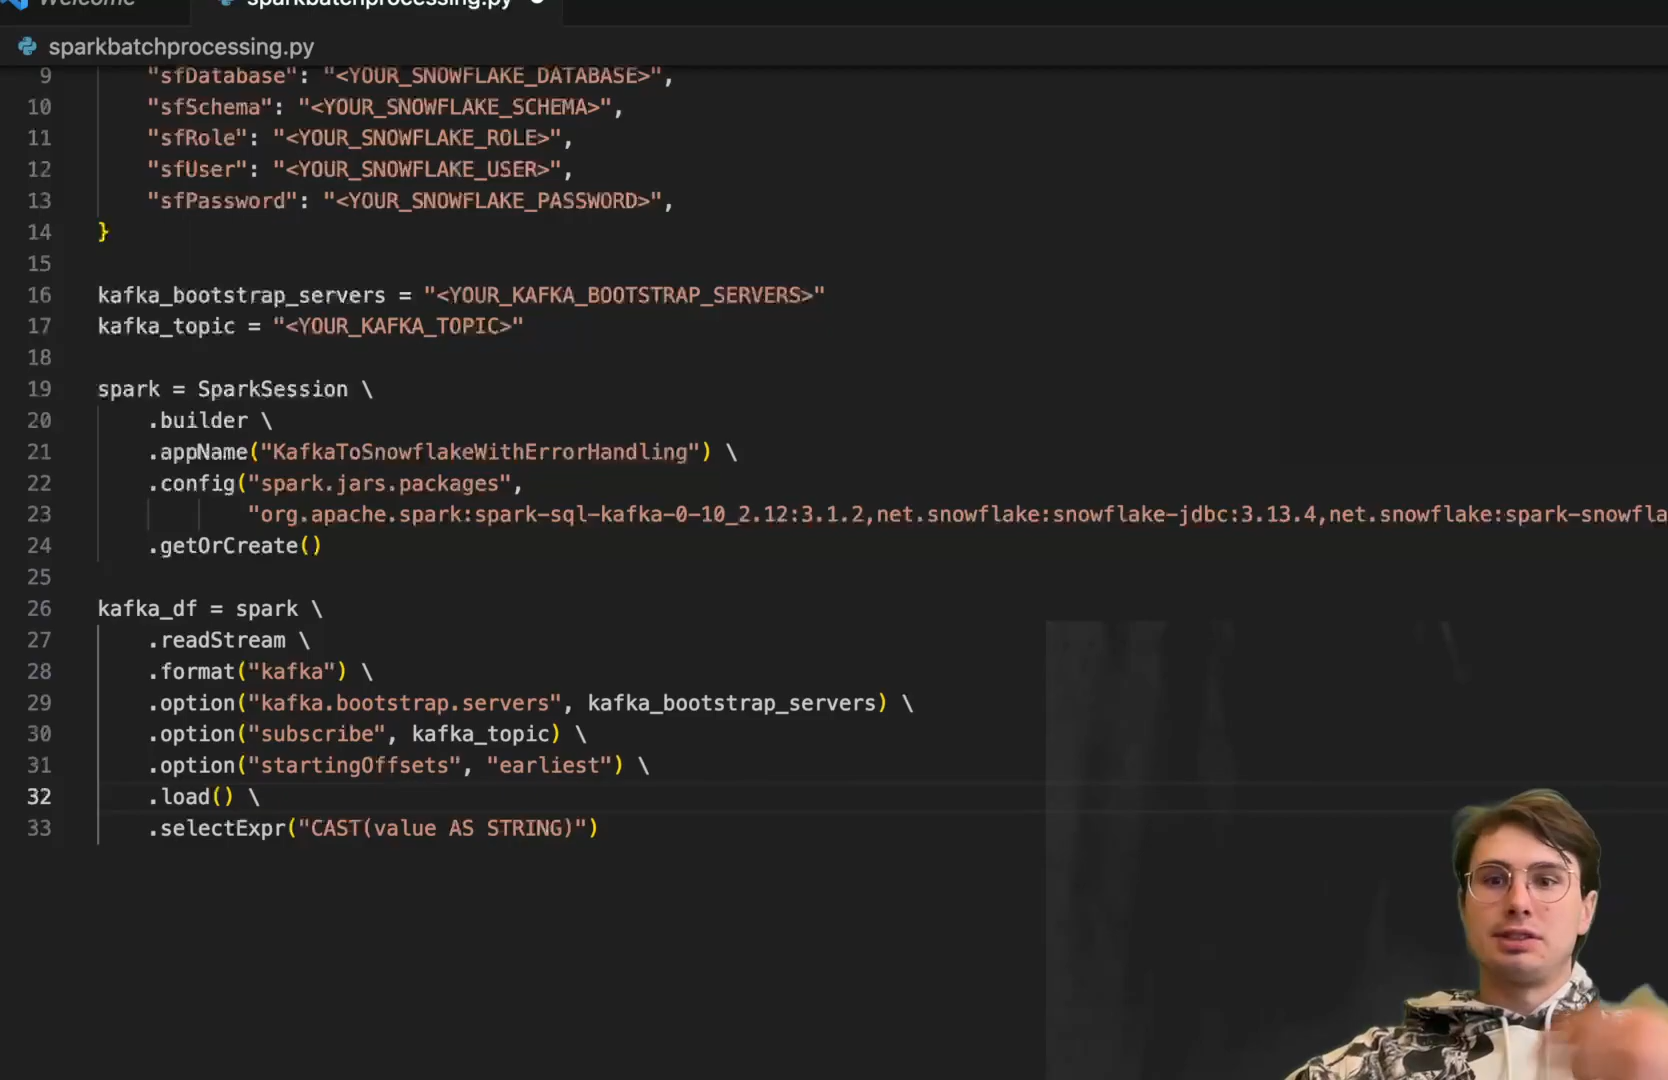 Welcome sparkbatchprocessing.py
sparkbatchprocessing.py
9 "sfDatabase": "<YOUR_SNOWFLAKE_DATABASE>",
10 "sfSchema": "<YOUR_SNOWFLAKE_SCHEMA>",
11 "sfRole": "<YOUR_SNOWFLAKE_ROLE>",
12 "sfUser": "<YOUR_SNOWFLAKE_USER>",
13 "sfPassword": "<YOUR_SNOWFLAKE_PASSWORD>",
14 }
15
16 kafka_bootstrap_servers = "<YOUR_KAFKA_BOOTSTRAP_SERVERS>"
17 kafka_topic = "<YOUR_KAFKA_TOPIC>"
18
19 spark = SparkSession \
20 .builder \
21 .appName("KafkaToSnowflakeWithErrorHandling") \
22 .config("spark.jars.packages",
23 "org.apache.spark:spark-sql-kafka-0-10_2.12:3.1.2,net.snowflake:snowflake-jdbc:3.13.4,net.snowflake:spark-snowfla
24 .getOrCreate()
25
26 kafka_df = spark \
27 .readStream \
28 .format("kafka") \
29 .option("kafka.bootstrap.servers", kafka_bootstrap_servers) \
30 .option("subscribe", kafka_topic) \
31 .option("startingOffsets", "earliest") \
32 .load() \
33 .selectExpr("CAST(value AS STRING)")